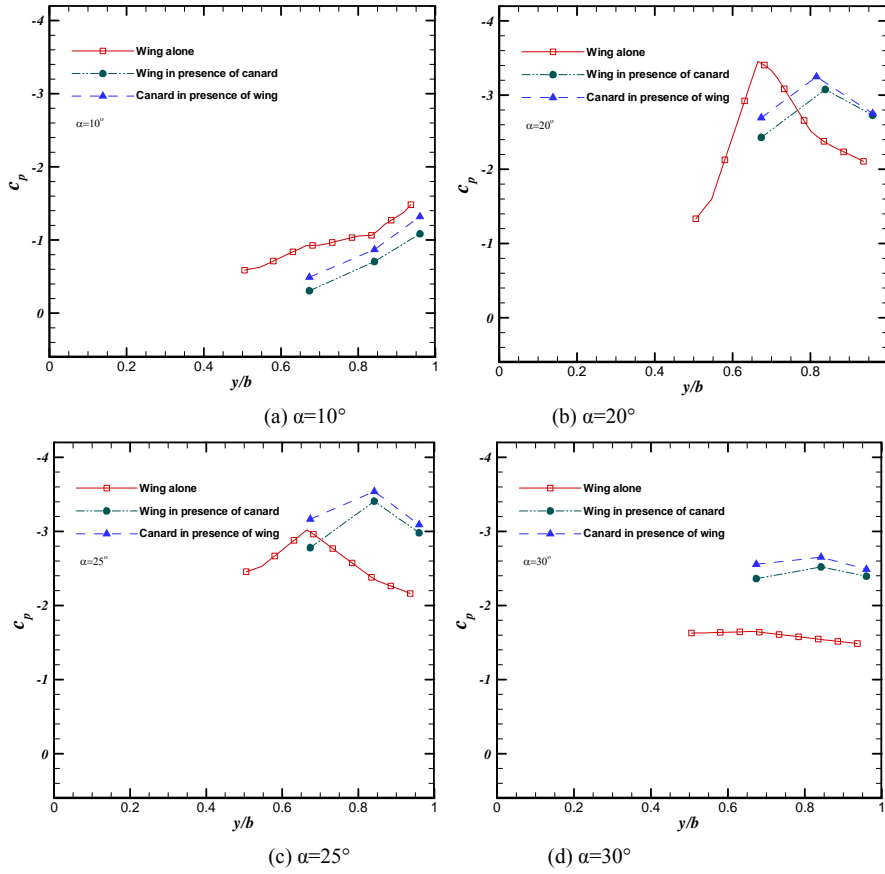 -4
-3
-2
-1
0
c_p
Wing alone
Wing in presence of canard
Canard in presence of wing
α=10°
0 0.2 0.4 0.6 0.8 1
y/b
(a) α=10°
-4
-3
-2
-1
0
c_p
Wing alone
Wing in presence of canard
Canard in presence of wing
α=20°
0 0.2 0.4 0.6 0.8
y/b
(b) α=20°
-4
-3
-2
-1
0
c_p
Wing alone
Wing in presence of canard
Canard in presence of wing
α=25°
0 0.2 0.4 0.6 0.8 1
y/b
(c) α=25°
-4
-3
-2
-1
0
c_p
Wing alone
Wing in presence of canard
Canard in presence of wing
α=30°
0 0.2 0.4 0.6 0.8 1
y/b
(d) α=30°